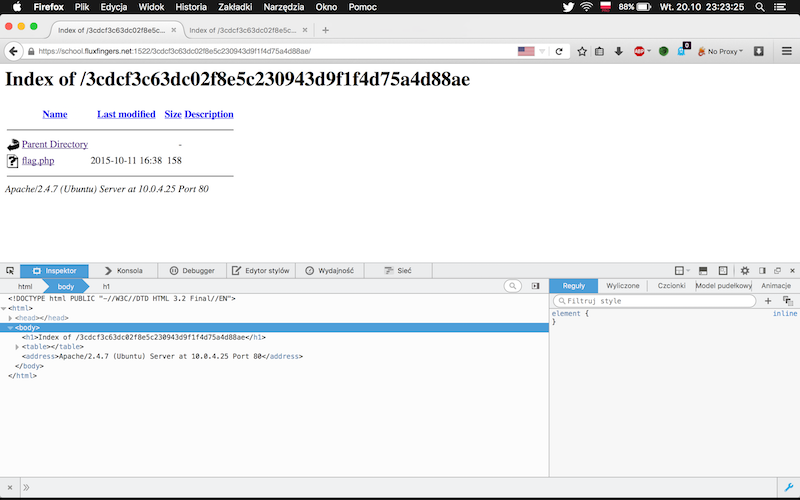 Firefox Plik Edycja Widok Historia Zakładki Narzędzia Okno Pomoc 88% Wt. 20.10 23:23:25
Index of /3cdcf3c63dc02f8e5c... × Index of /3cdcf3c63dc02f8e5c... × +
https://school.fluxfingers.net:1522/3cdcf3c63dc02f8e5c230943d9f1f4d75a4d88ae/ ABP 0 No Proxy
Index of /3cdcf3c63dc02f8e5c230943d9f1f4d75a4d88ae
Name Last modified Size Description
Parent Directory -
flag.php 2015-10-11 16:38 158
Apache/2.4.7 (Ubuntu) Server at 10.0.4.25 Port 80
Inspektor Konsola Debugger Edytor stylów Wydajność Sieć
html body h1 Reguły Wyliczone Czcionki Model pudełkowy Animacje
<!DOCTYPE html PUBLIC "-//W3C//DTD HTML 3.2 Final//EN"> Filtruj style
<html> element { inline
<head></head> }
<body>
<h1>Index of /3cdcf3c63dc02f8e5c230943d9f1f4d75a4d88ae</h1>
<table></table>
<address>Apache/2.4.7 (Ubuntu) Server at 10.0.4.25 Port 80</address>
</body>
</html>